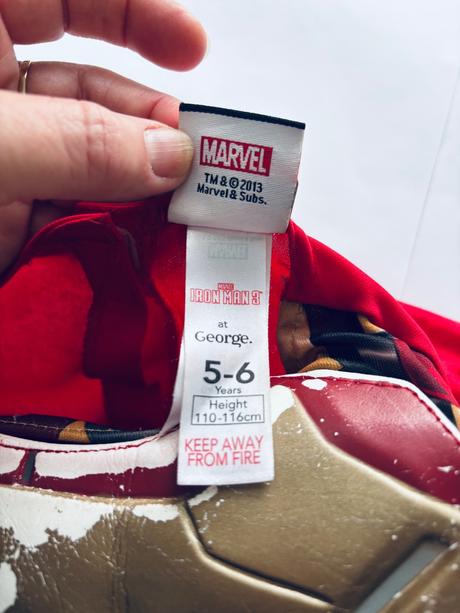 MARVEL
TM & © 2013
Marvel & Subs.
MARVEL
IRON MAN 3
at
George.
5-6
Years
Height
110-116cm
KEEP AWAY
FROM FIRE